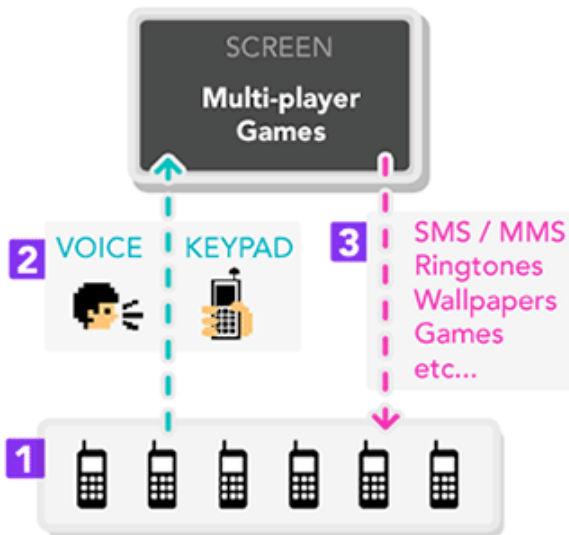 SCREEN
Multi-player
Games
2
VOICE
KEYPAD
3
SMS / MMS
Ringtones
Wallpapers
Games
etc...
1